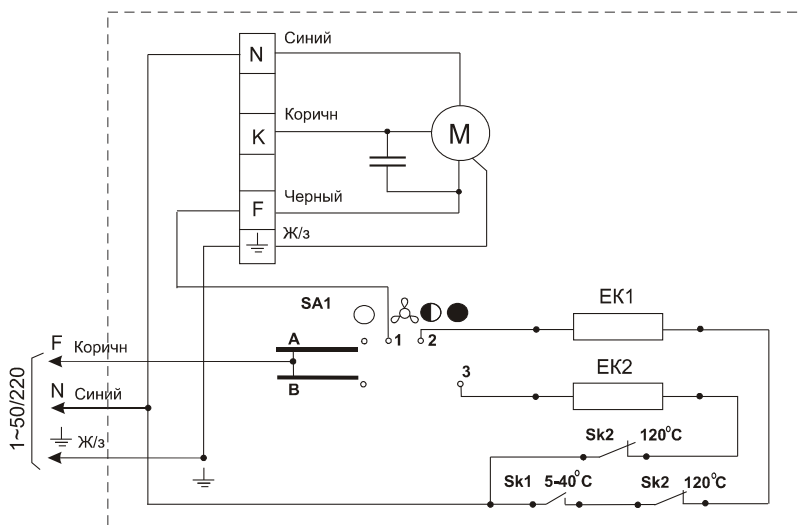 Синий
N
Коричн
K
M
Черный
F
Ж/з
SA1
EK1
A
1
2
F Коричн
B
3
EK2
N Синий
1~50/220
Ж/з
Sk2 120°C
Sk1 5-40°C
Sk2 120°C